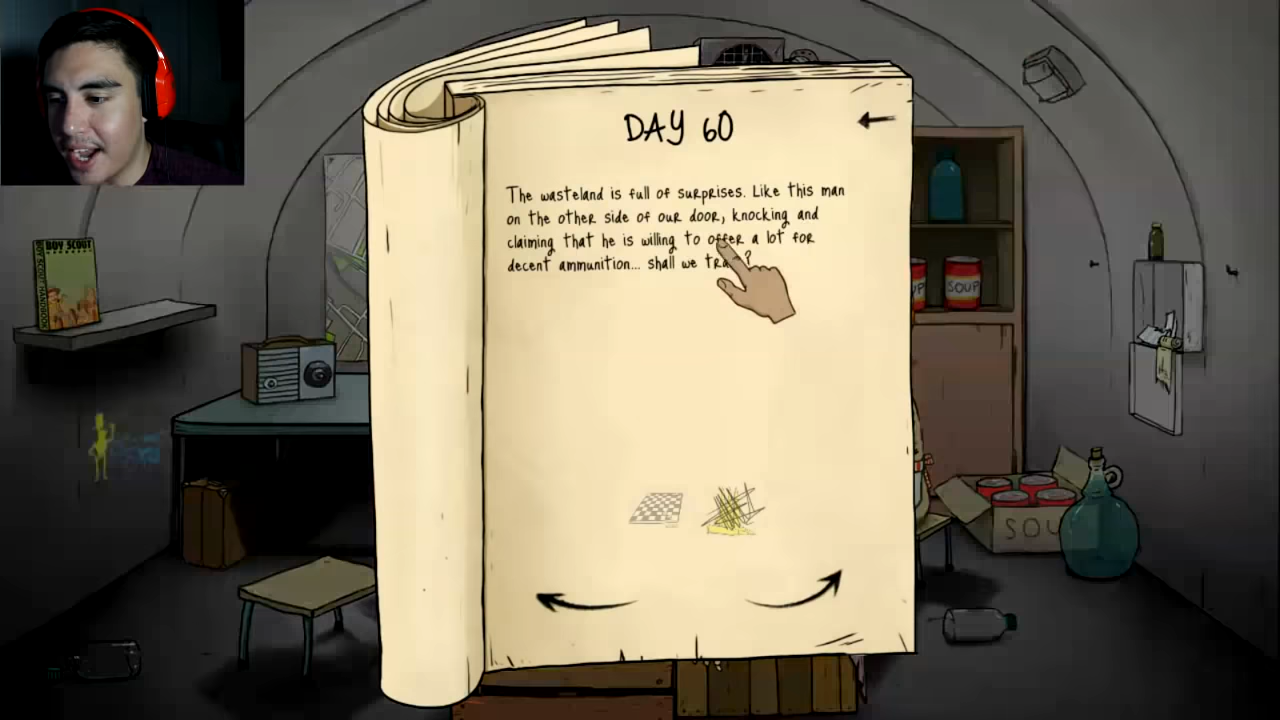 DAY 60
The wasteland is full of surprises. Like this man
on the other side of our door, knocking and
claiming that he is willing to offer a lot for
decent ammunition... shall we
BOY SCOUT
SOUP
SOU